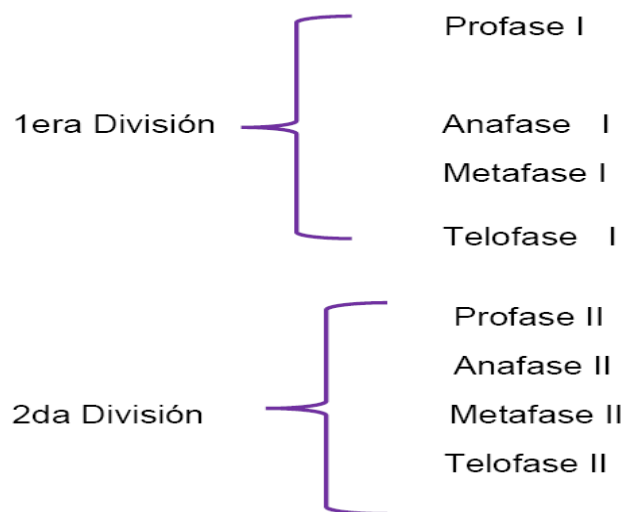 Profase I
1era División
Anafase I
Metafase I
Telofase I
Profase II
Anafase II
2da División
Metafase II
Telofase II